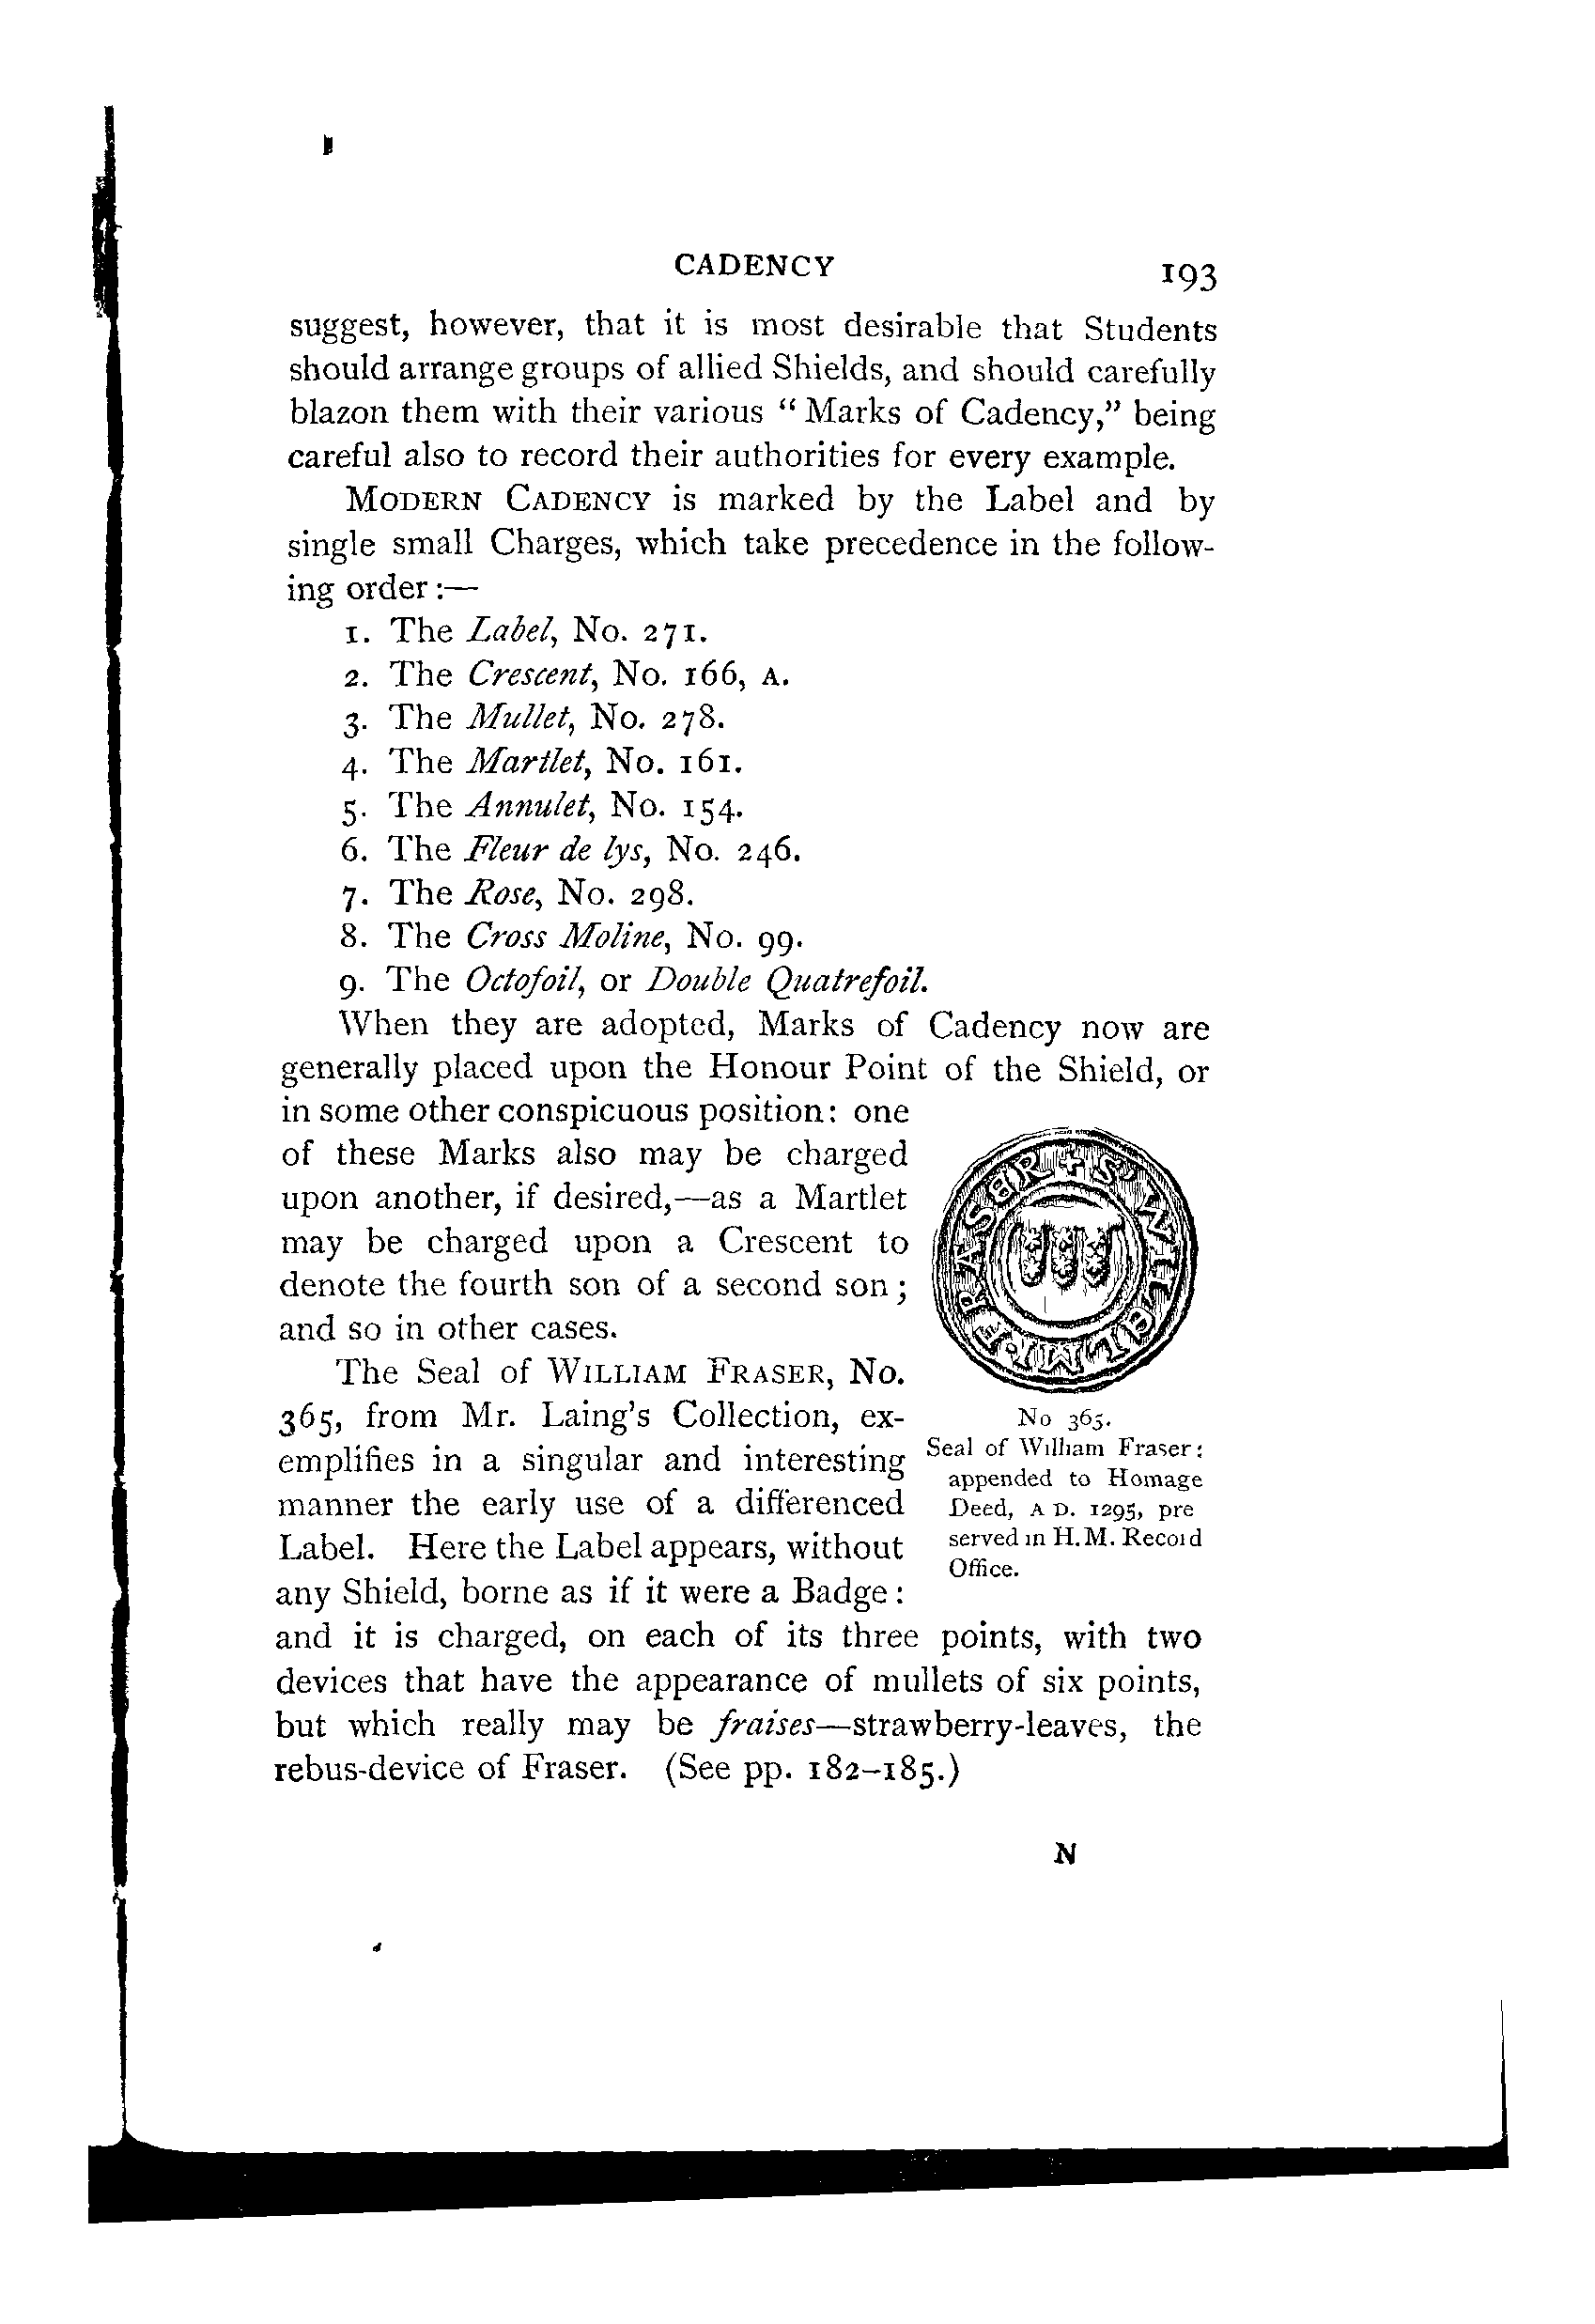 CADENCY 193
suggest, however, that it is most desirable that Students
should arrange groups of allied Shields, and should carefully
blazon them with their various “ Marks of Cadency,” being
careful also to record their authorities for every example.
MODERN CADENCY is marked by the Label and by
single small Charges, which take precedence in the follow-
ing order :—
1. The Label, No. 271.
2. The Crescent, No. 166, A.
3. The Mullet, No. 278.
4. The Martlet, No. 161.
5. The Annulet, No. 154.
6. The Fleur de lys, No. 246.
7. The Rose, No. 298.
8. The Cross Moline, No. 99.
9. The Octofoil, or Double Quatrefoil.
When they are adopted, Marks of Cadency now are
generally placed upon the Honour Point of the Shield, or
in some other conspicuous position: one
of these Marks also may be charged
upon another, if desired,—as a Martlet
may be charged upon a Crescent to
denote the fourth son of a second son ;
and so in other cases.
The Seal of WILLIAM FRASER, No.
365, from Mr. Laing’s Collection, ex-
emplifies in a singular and interesting
manner the early use of a differenced
Label. Here the Label appears, without
any Shield, borne as if it were a Badge :
+ S' WILELMI · FRASER
No 365.
Seal of William Fraser:
appended to Homage
Deed, A D. 1295, pre
served in H.M. Record
Office.
and it is charged, on each of its three points, with two
devices that have the appearance of mullets of six points,
but which really may be fraises—strawberry-leaves, the
rebus-device of Fraser. (See pp. 182–185.)
N